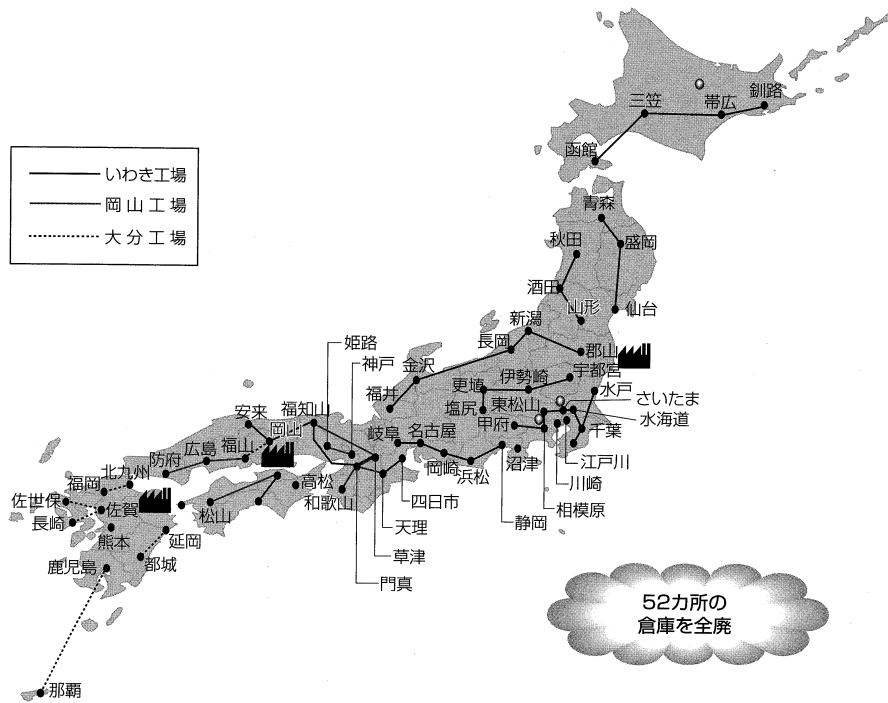 いわき工場
岡山工場
大分工場
三笠
帯広
釧路
函館
青森
秋田
盛岡
酒田
山形
仙台
新潟
長岡
郡山
宇都宮
水戸
さいたま
水海道
千葉
江戸川
川崎
相模原
沼津
静岡
更埴
伊勢崎
塩尻
東松山
甲府
金沢
福井
姫路
神戸
福知山
安来
岡山
岐阜
名古屋
岡崎
浜松
四日市
天理
草津
門真
和歌山
高松
松山
福山
広島
防府
北九州
福岡
佐世保
佐賀
長崎
熊本
延岡
都城
鹿児島
那覇
52カ所の
倉庫を全廃